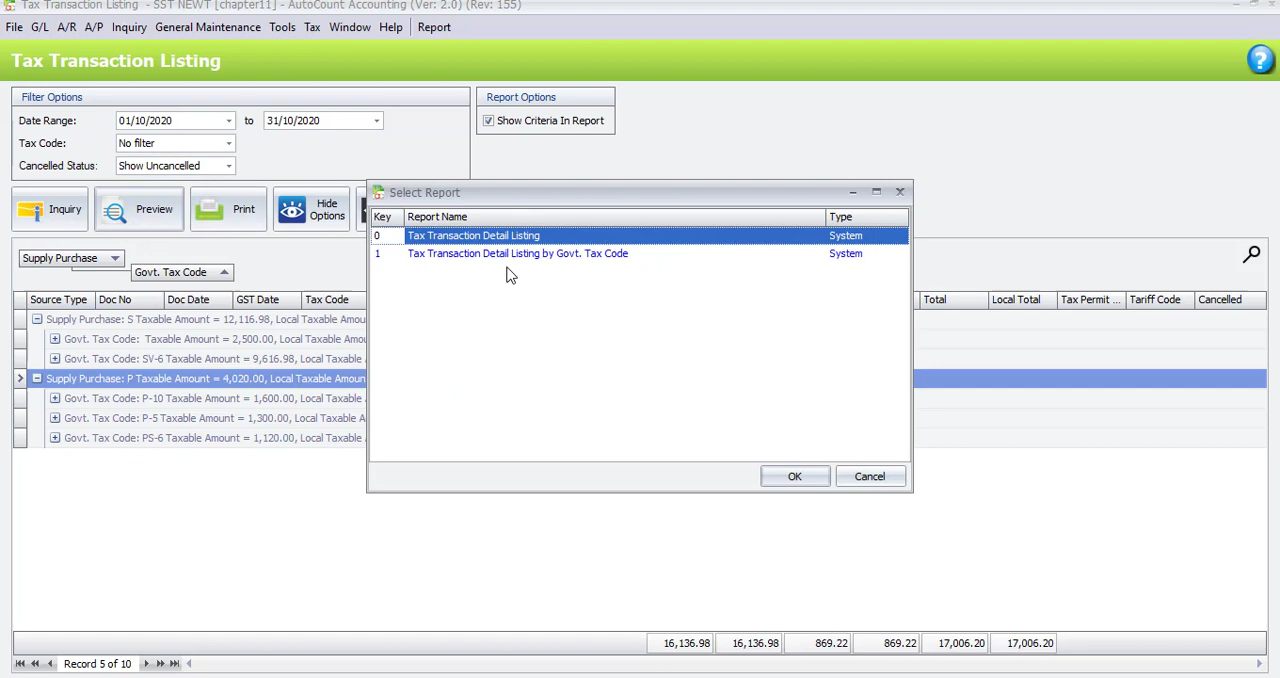 Tax Transaction Listing - SST NEWT [chapter11] - AutoCount Accounting (Ver: 2.0) (Rev: 155)
File G/L A/R A/P Inquiry General Maintenance Tools Tax Window Help Report
Tax Transaction Listing
?
Filter Options Report Options
Date Range: 01/10/2020 to 31/10/2020 Show Criteria In Report
Tax Code: No filter
Cancelled Status: Show Uncancelled
Inquiry Preview Print Hide Options
Select Report
Key Report Name Type
0 Tax Transaction Detail Listing System
1 Tax Transaction Detail Listing by Govt. Tax Code System
OK Cancel
Supply Purchase
Govt. Tax Code
Source Type Doc No Doc Date GST Date Tax Code Total Local Total Tax Permit ... Tariff Code Cancelled
Supply Purchase: S Taxable Amount = 12,116.98, Local Taxable Amou
Govt. Tax Code: Taxable Amount = 2,500.00, Local Taxable
Govt. Tax Code: SV-6 Taxable Amount = 9,616.98, Local Taxable
Supply Purchase: P Taxable Amount = 4,020.00, Local Taxable Amoun
Govt. Tax Code: P-10 Taxable Amount = 1,600.00, Local Taxable
Govt. Tax Code: P-5 Taxable Amount = 1,300.00, Local Taxable A
Govt. Tax Code: PS-6 Taxable Amount = 1,120.00, Local Taxable
16,136.98 16,136.98 869.22 869.22 17,006.20 17,006.20
Record 5 of 10